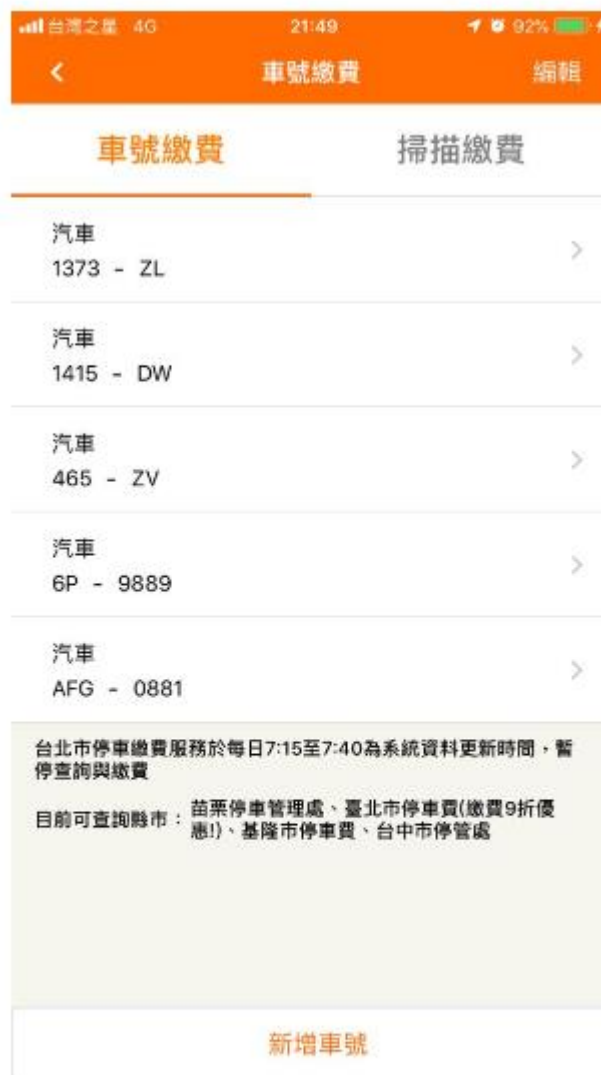 台灣之星 4G 21:49 92%
車號繳費 編輯
車號繳費 掃描繳費
汽車
1373 - ZL
汽車
1415 - DW
汽車
465 - ZV
汽車
6P - 9889
汽車
AFG - 0881
台北市停車繳費服務於每日7:15至7:40為系統資料更新時間,暫
停查詢與繳費
目前可查詢縣市:苗栗停車管理處、臺北市停車費(繳費9折優
惠!)、基隆市停車費、台中市停管處
新增車號